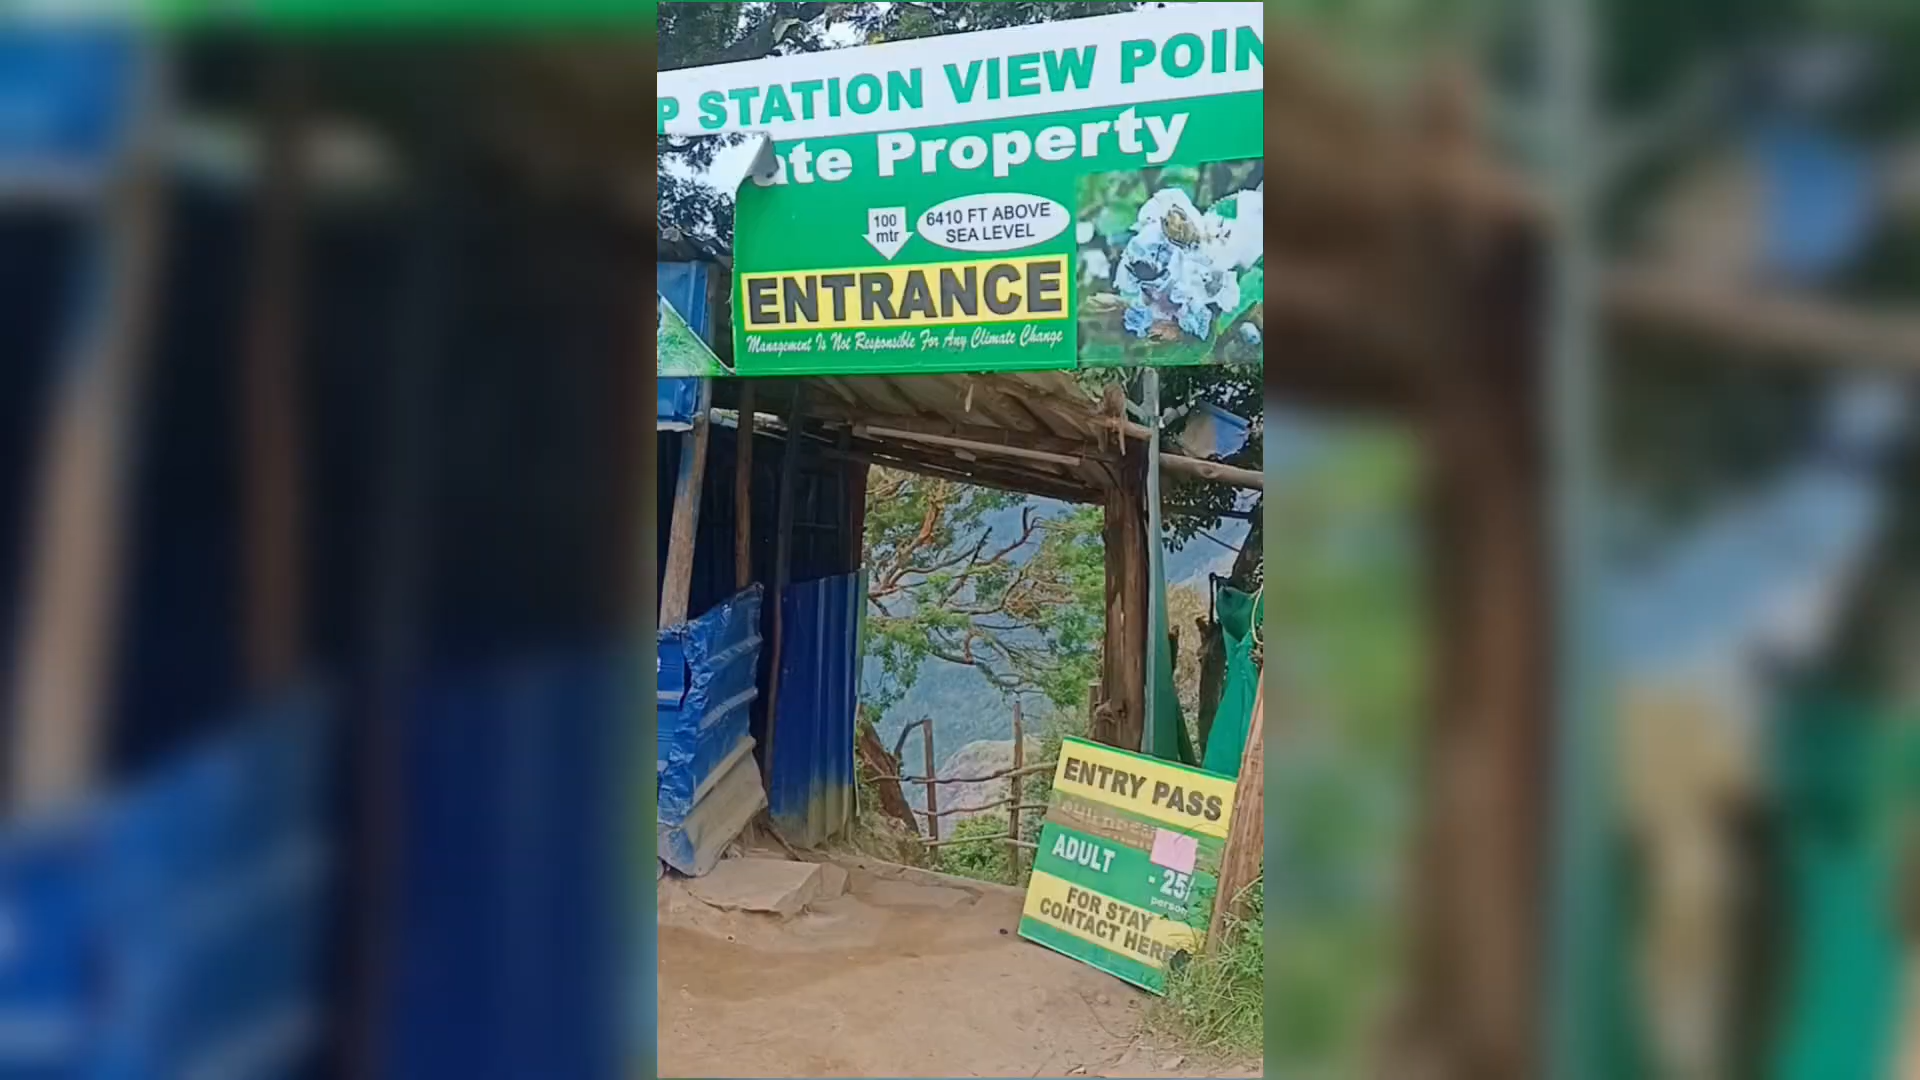 P STATION VIEW POIN
ate Property
100
mtr
6410 FT ABOVE
SEA LEVEL
ENTRANCE
Management Is Not Responsible For Any Climate Change
ENTRY PASS
ADULT
- 25/
person
FOR STAY
CONTACT HERE